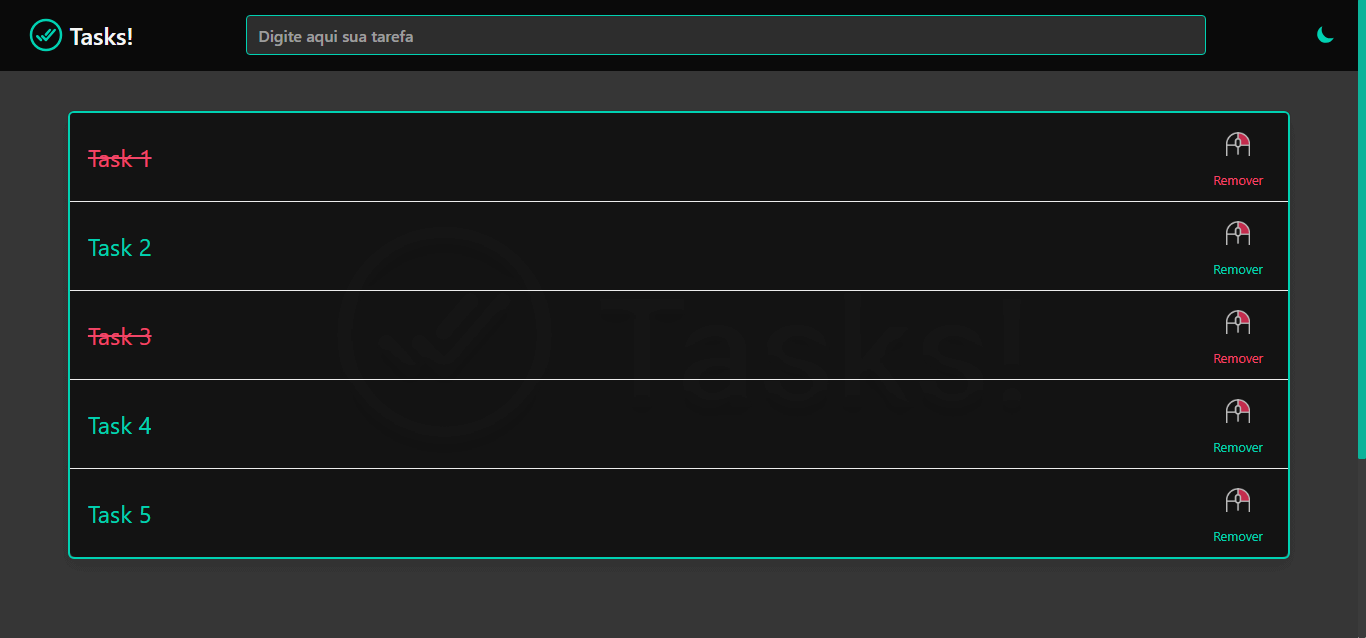 Tasks!
Digite aqui sua tarefa
Task 1
Remover
Task 2
Remover
Task 3
Remover
Task 4
Remover
Task 5
Remover
Tasks!